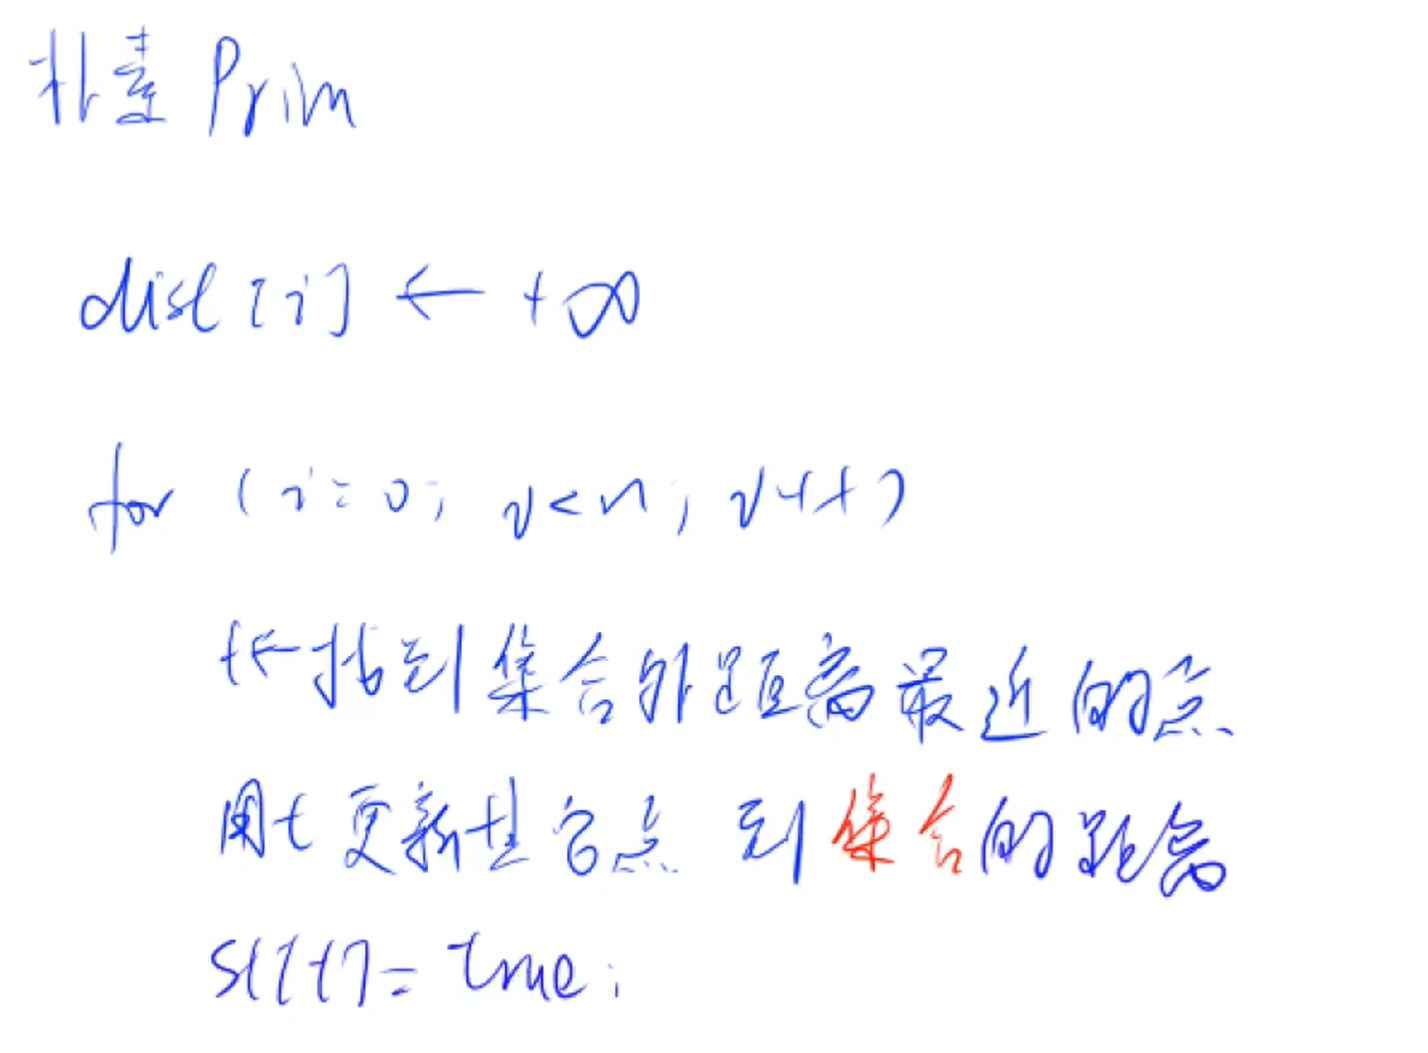 朴素 Prim
dist[i] ← +∞
for (i=0; i<n; i++)
t←找到集合外距离最近的点
用t更新其它点 到集合的距离
st[t]=true;